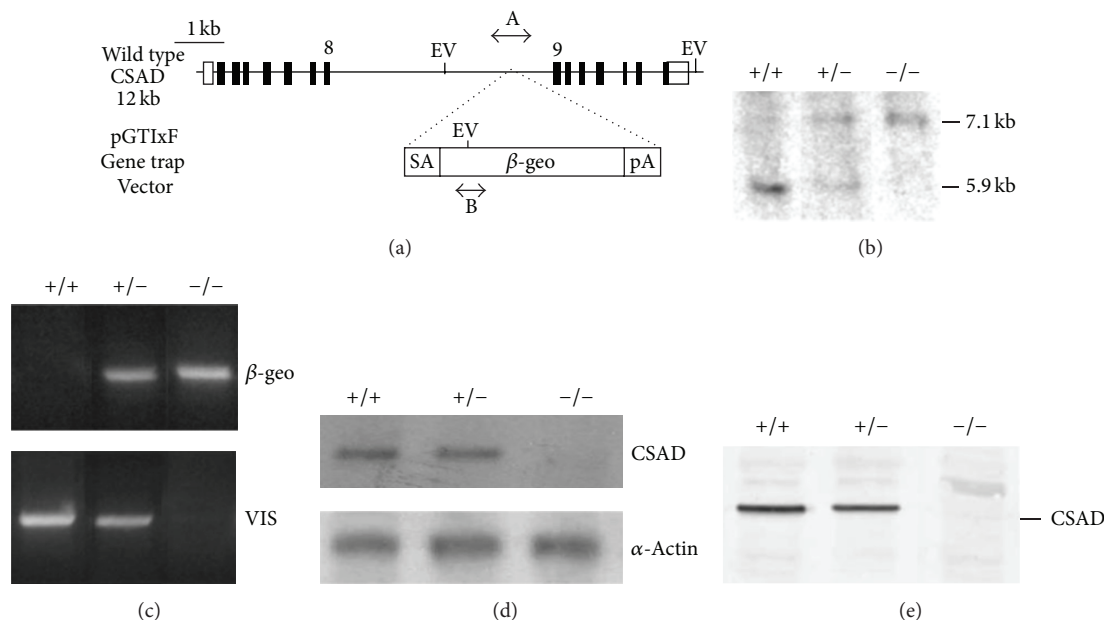 1 kb
A
8
EV
9
EV
Wild type
CSAD
12 kb
pGTIxF
Gene trap
Vector
EV
SA
β-geo
pA
B
(a)
+/+ +/− −/−
7.1 kb
5.9 kb
(b)
+/+ +/− −/−
β-geo
VIS
(c)
+/+ +/− −/−
CSAD
α-Actin
(d)
+/+ +/− −/−
CSAD
(e)